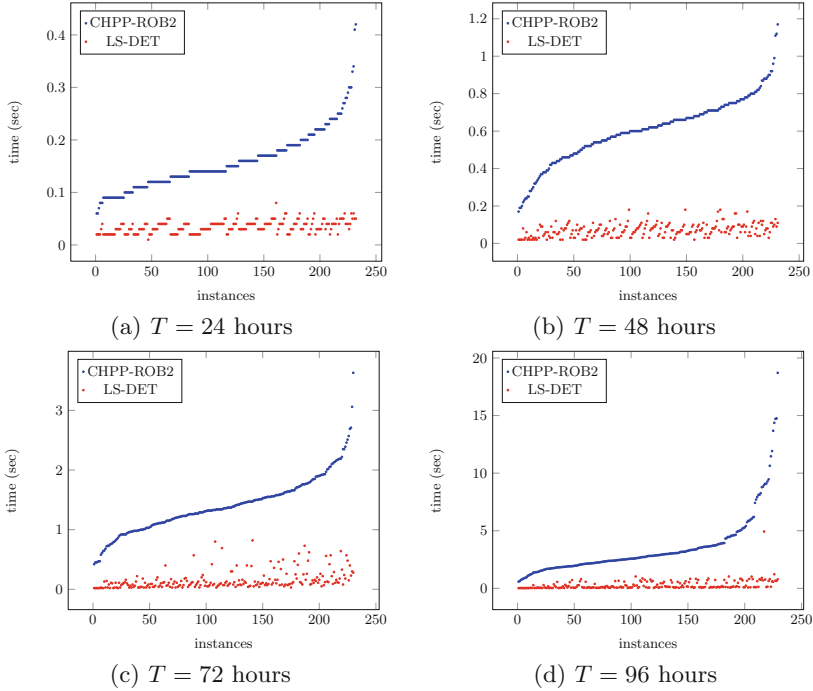 CHPP-ROB2
LS-DET
0.4
0.3
0.2
0.1
0
time (sec)
0 50 100 150 200 250
instances
(a) T = 24 hours
CHPP-ROB2
LS-DET
1.2
1
0.8
0.6
0.4
0.2
0
time (sec)
0 50 100 150 200 250
instances
(b) T = 48 hours
CHPP-ROB2
LS-DET
3
2
1
0
time (sec)
0 50 100 150 200 250
instances
(c) T = 72 hours
CHPP-ROB2
LS-DET
20
15
10
5
0
time (sec)
0 50 100 150 200 250
instances
(d) T = 96 hours